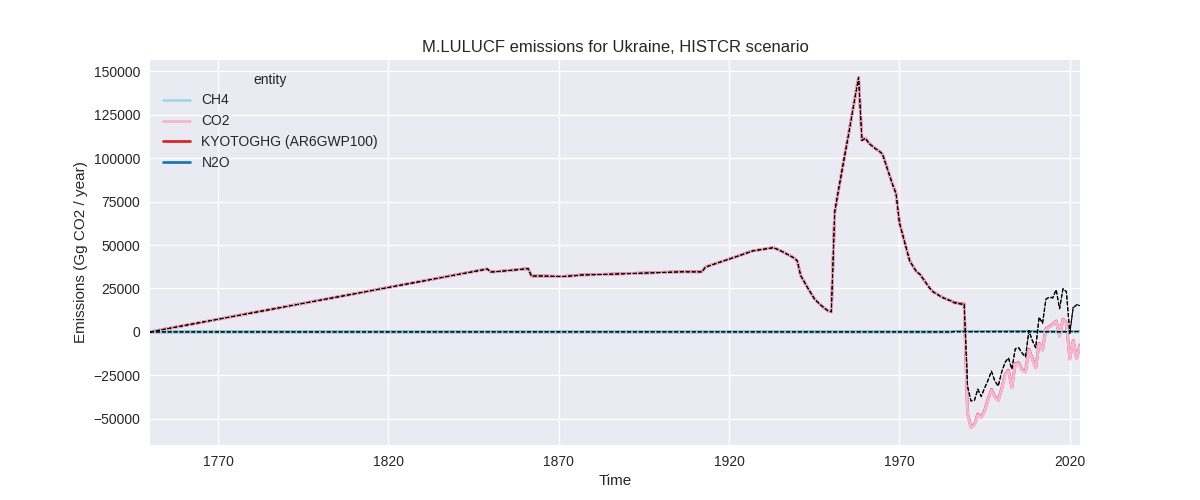 M.LULUCF emissions for Ukraine, HISTCR scenario
150000
125000
100000
75000
50000
25000
0
−25000
−50000
Emissions (Gg CO2 / year)
entity
CH4
CO2
KYOTOGHG (AR6GWP100)
N2O
1770
1820
1870
1920
1970
2020
Time